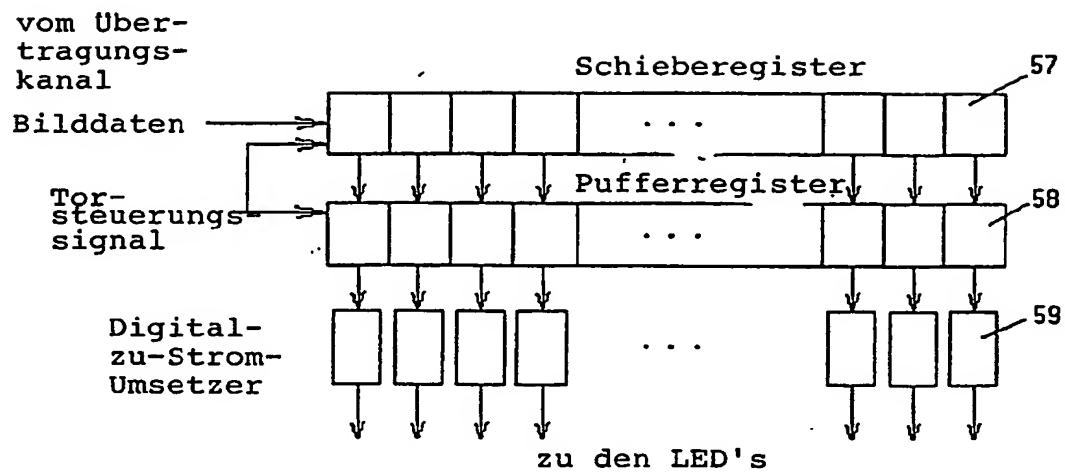 vom Über-
tragungs-
kanal
Schieberegister
57
Bilddaten
. . .
Pufferregister
58
Tor-
steuerungs-
signal
. . .
59
Digital-
zu-Strom-
Umsetzer
. . .
zu den LED's